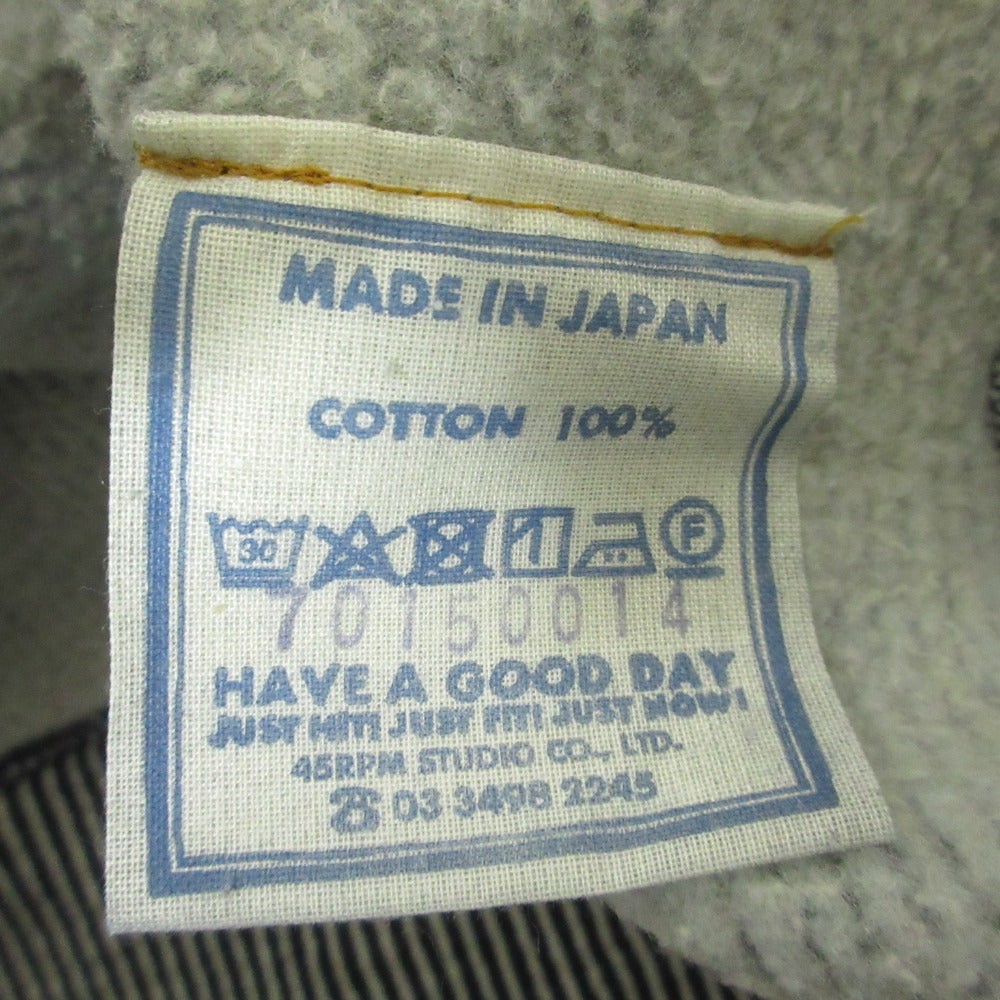 MADE IN JAPAN
COTTON 100%
30 F
70150014
HAVE A GOOD DAY
JUST HIT! JUST FIT! JUST NOW!
45RPM STUDIO CO., LTD.
☎ 03 3498 2245